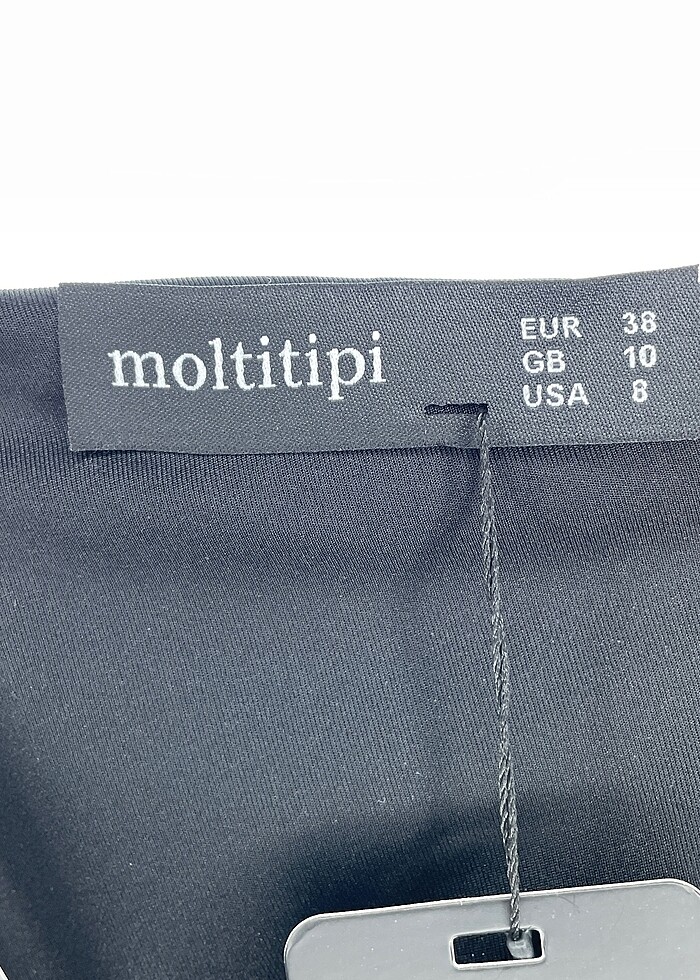 moltitipi
EUR 38
GB 10
USA 8